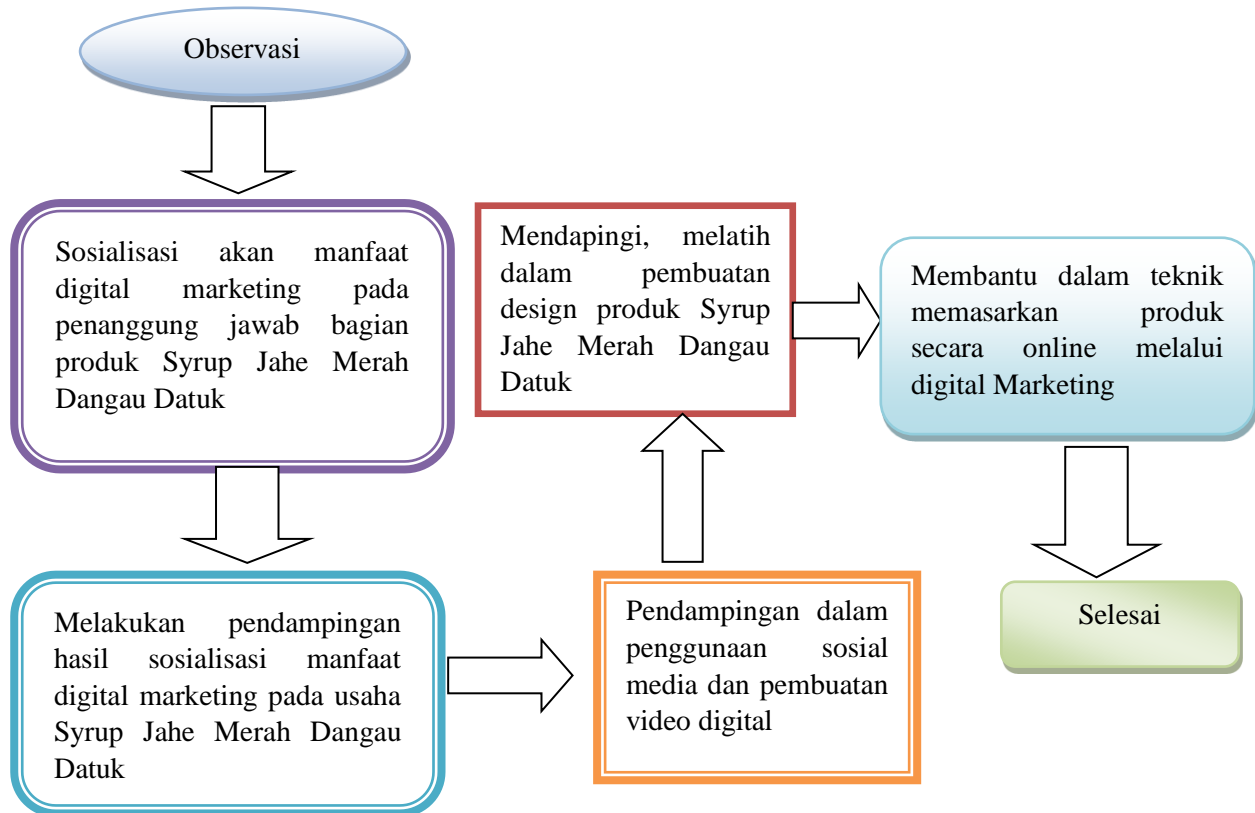 Observasi
Sosialisasi akan manfaat
digital marketing pada
penanggung jawab bagian
produk Syrup Jahe Merah
Dangau Datuk
Melakukan pendampingan
hasil sosialisasi manfaat
digital marketing pada usaha
Syrup Jahe Merah Dangau
Datuk
Pendampingan dalam
penggunaan sosial
media dan pembuatan
video digital
Mendapingi, melatih
dalam pembuatan
design produk Syrup
Jahe Merah Dangau
Datuk
Membantu dalam teknik
memasarkan produk
secara online melalui
digital Marketing
Selesai